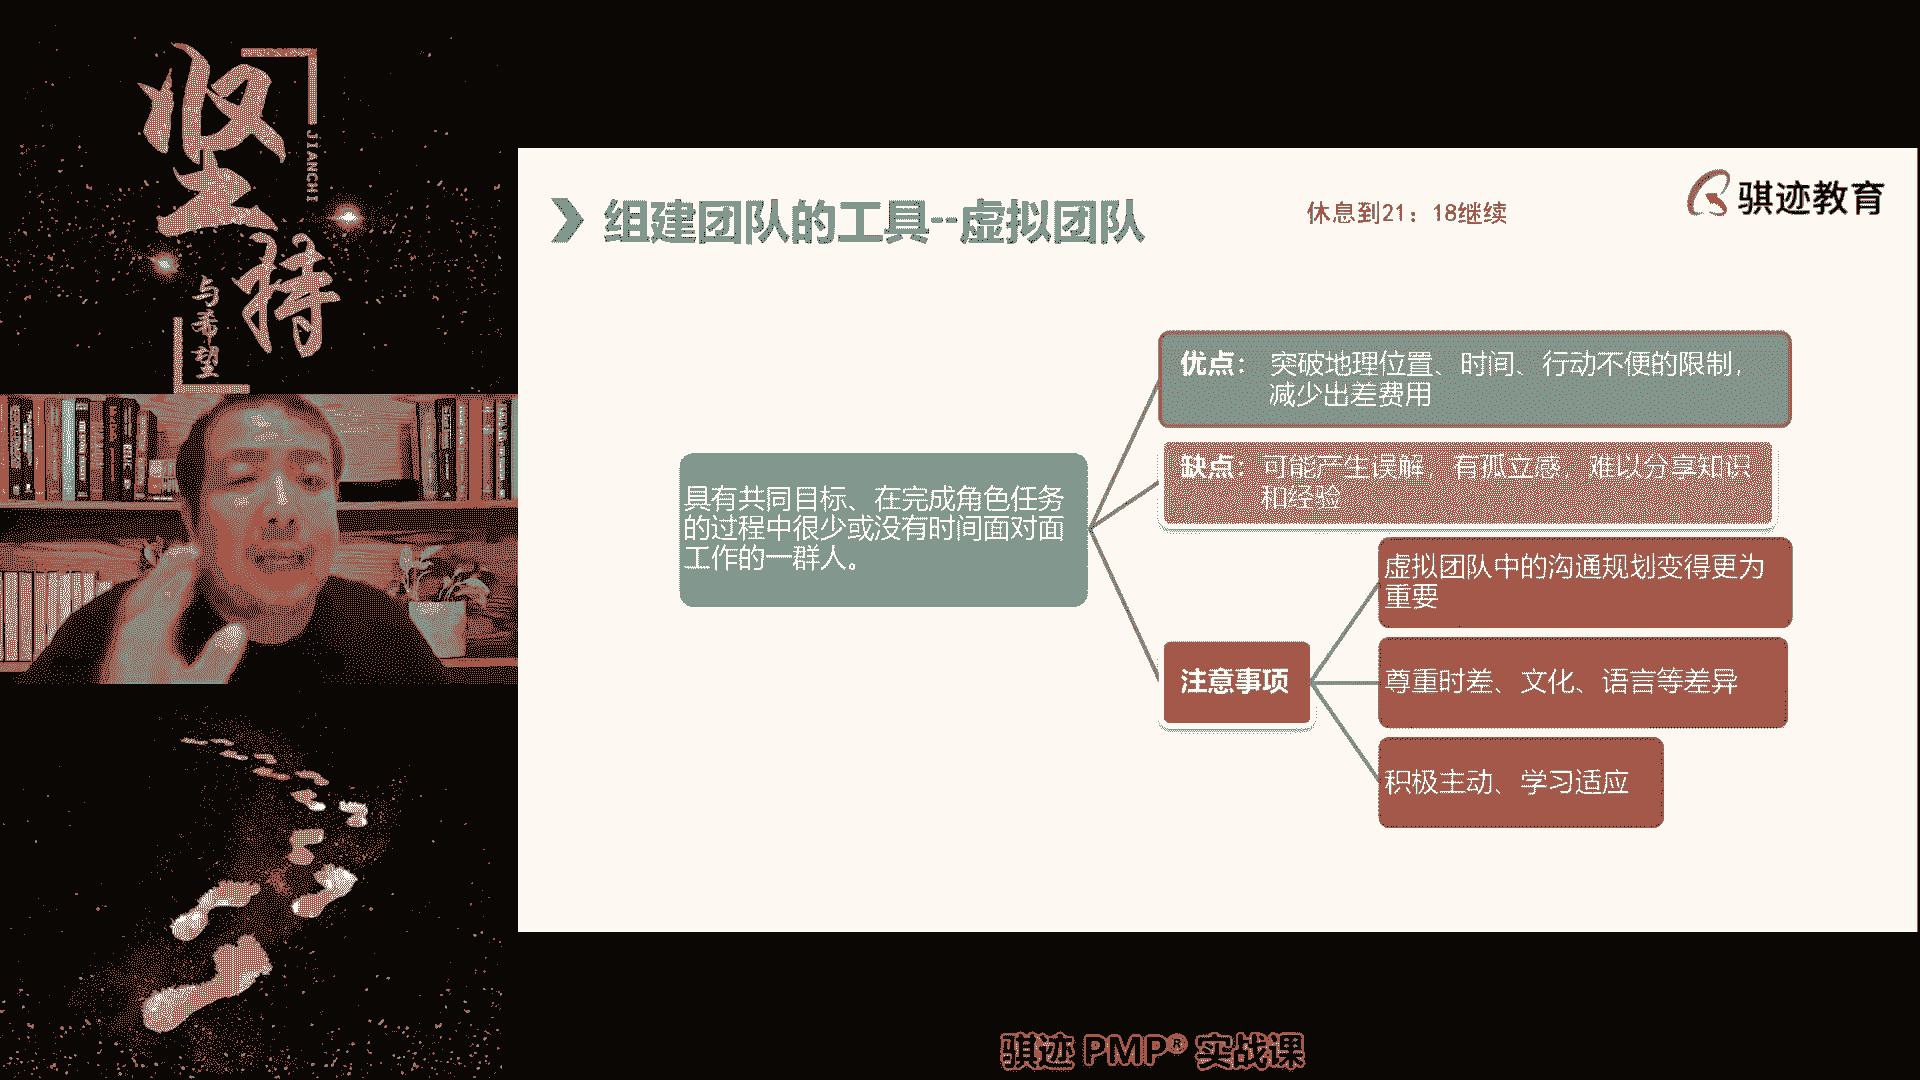 坚持
JIANCHI
与希望
组建团队的工具--虚拟团队
休息到21：18继续
骐迹教育
优点： 突破地理位置、时间、行动不便的限制，
减少出差费用
缺点：可能产生误解，有孤立感，难以分享知识
和经验
具有共同目标、在完成角色任务
的过程中很少或没有时间面对面
工作的一群人。
虚拟团队中的沟通规划变得更为
重要
注意事项
尊重时差、文化、语言等差异
积极主动、学习适应
骐迹 PMP® 实战课